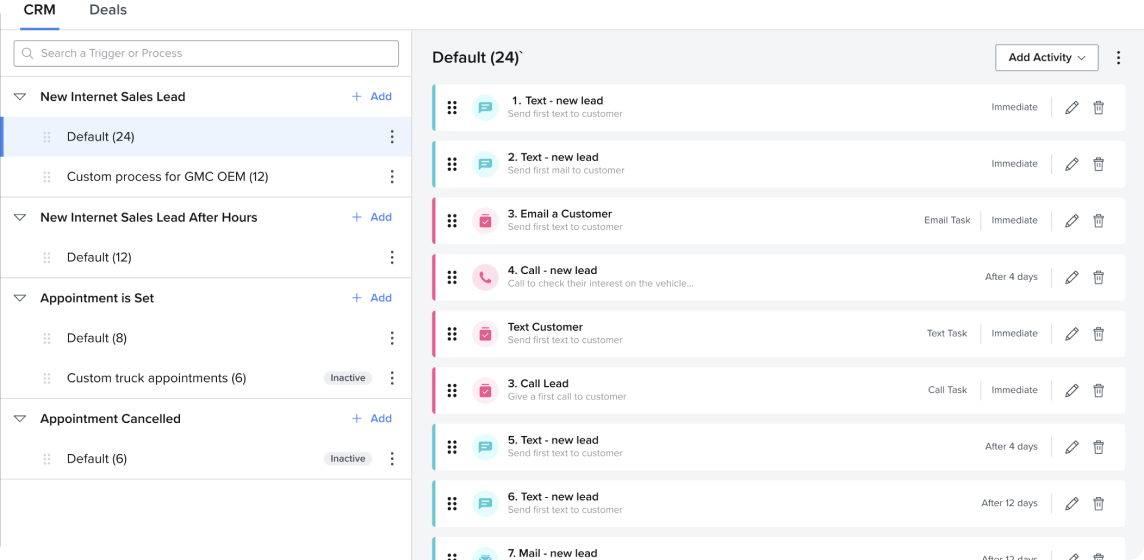 CRM
Deals
Search a Trigger or Process
New Internet Sales Lead
+ Add
Default (24)
Custom process for GMC OEM (12)
New Internet Sales Lead After Hours
+ Add
Default (12)
Appointment is Set
+ Add
Default (8)
Custom truck appointments (6)
Inactive
Appointment Cancelled
+ Add
Default (6)
Inactive
Default (24)`
Add Activity
1. Text - new lead
Send first text to customer
Immediate
2. Text - new lead
Send first mail to customer
Immediate
3. Email a Customer
Send first text to customer
Email Task
Immediate
4. Call - new lead
Call to check their interest on the vehicle...
After 4 days
Text Customer
Send first text to customer
Text Task
Immediate
3. Call Lead
Give a first call to customer
Call Task
Immediate
5. Text - new lead
Send first text to customer
After 4 days
6. Text - new lead
Send first text to customer
After 12 days
7. Mail - new lead
After 12 days